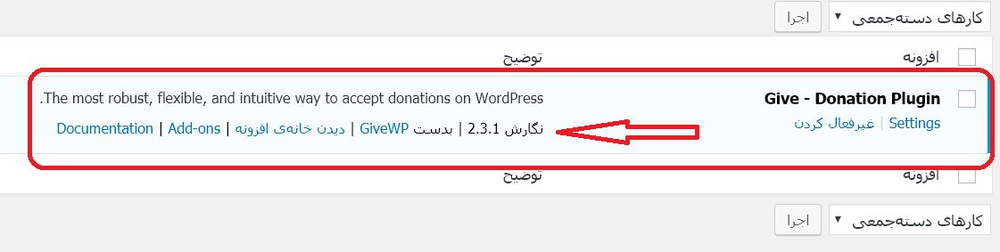 کارهای دسته‌جمعی اجرا
افزونه توضیح
Give - Donation Plugin
Settings | غیرفعال کردن
The most robust, flexible, and intuitive way to accept donations on WordPress.
نگارش 2.3.1 | بدست GiveWP | دیدن خانه‌ی افزونه | Add-ons | Documentation
افزونه توضیح
کارهای دسته‌جمعی اجرا